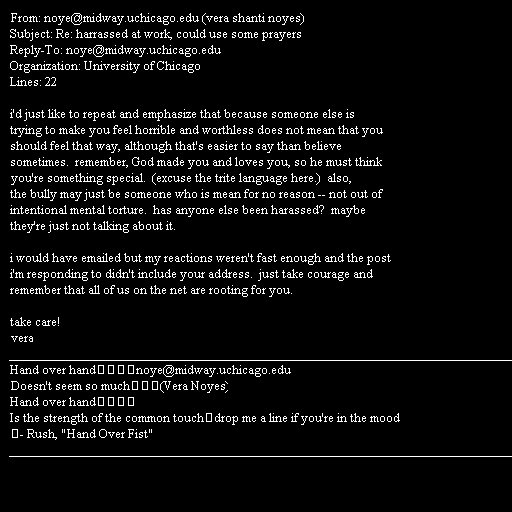 From: noye@midway.uchicago.edu (vera shanti noyes)
Subject: Re: harrassed at work, could use some prayers
Reply-To: noye@midway.uchicago.edu
Organization: University of Chicago
Lines: 22
i'd just like to repeat and emphasize that because someone else is
trying to make you feel horrible and worthless does not mean that you
should feel that way, although that's easier to say than believe
sometimes.  remember, God made you and loves you, so he must think
you're something special.  (excuse the trite language here.)  also,
the bully may just be someone who is mean for no reason -- not out of
intentional mental torture.  has anyone else been harassed?  maybe
they're just not talking about it.
i would have emailed but my reactions weren't fast enough and the post
i'm responding to didn't include your address.  just take courage and
remember that all of us on the net are rooting for you.
take care!
vera
Hand over hand□□□□noye@midway.uchicago.edu
Doesn't seem so much□□□(Vera Noyes)
Hand over hand□□□□
Is the strength of the common touch□drop me a line if you're in the mood
□- Rush, "Hand Over Fist"